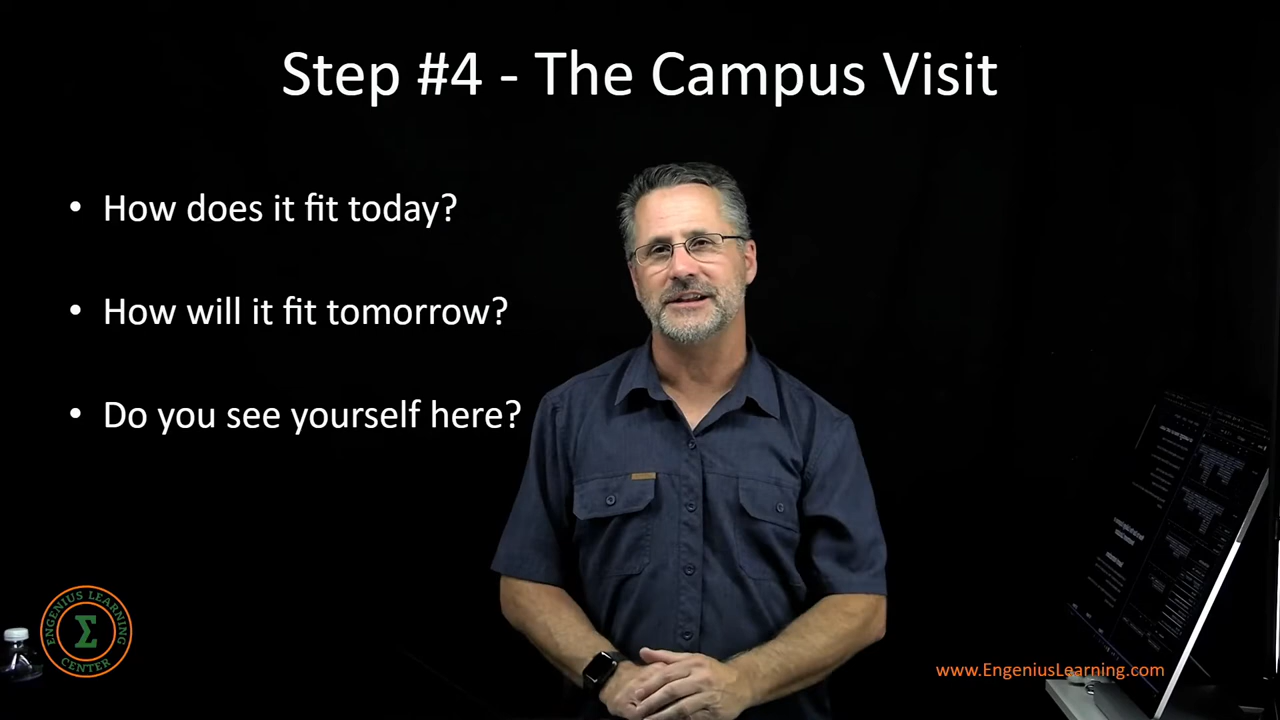 Step #4 - The Campus Visit
• How does it fit today?
• How will it fit tomorrow?
• Do you see yourself here?
ENGENIUS LEARNING
Σ
CENTER
www.EngeniusLearning.com